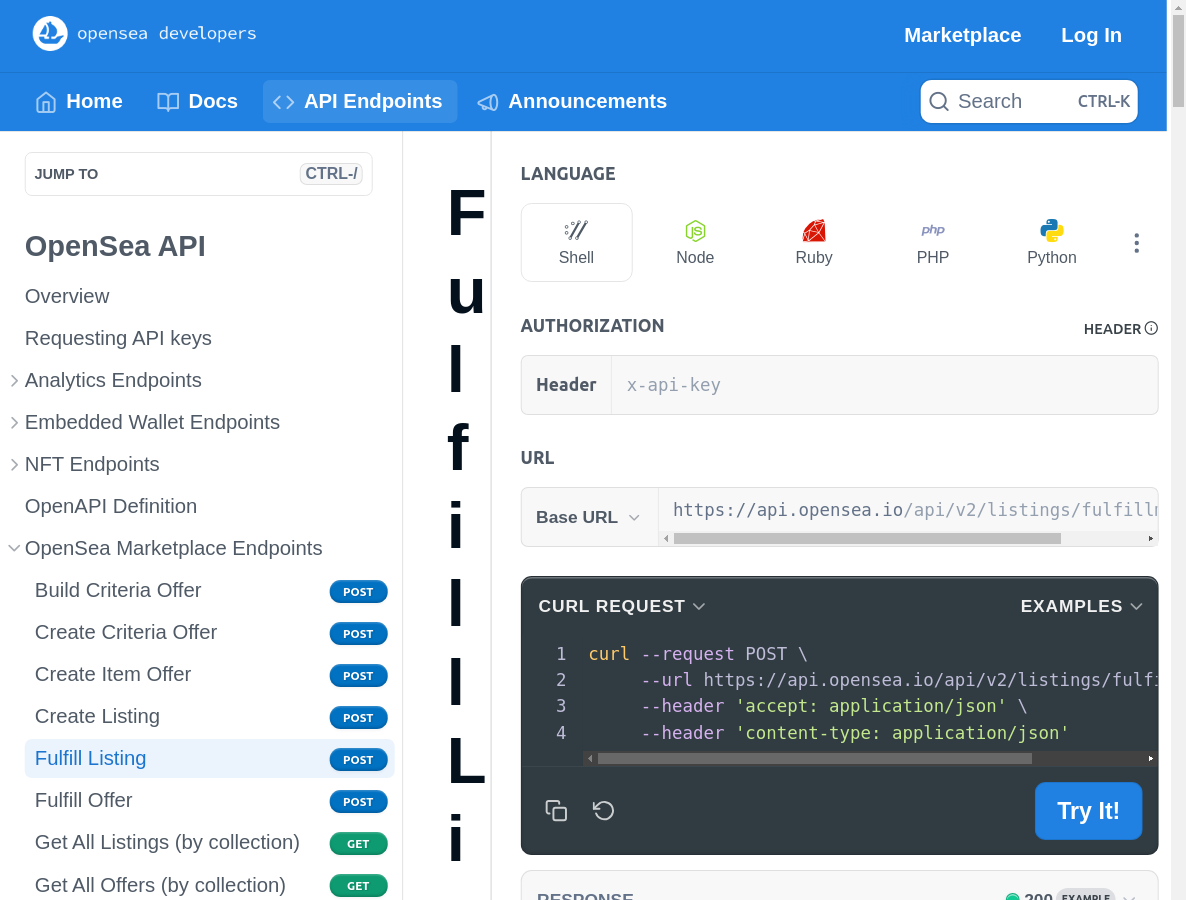 opensea developers
Marketplace
Log In
Home
Docs
API Endpoints
Announcements
Search
CTRL-K
JUMP TO
CTRL-/
OpenSea API
Overview
Requesting API keys
Analytics Endpoints
Embedded Wallet Endpoints
NFT Endpoints
OpenAPI Definition
OpenSea Marketplace Endpoints
Build Criteria Offer POST
Create Criteria Offer POST
Create Item Offer POST
Create Listing POST
Fulfill Listing POST
Fulfill Offer POST
Get All Listings (by collection) GET
Get All Offers (by collection) GET
F
u
l
f
i
l
l
L
i
LANGUAGE
Shell
Node
Ruby
php
PHP
Python
AUTHORIZATION
HEADER
Header
x-api-key
URL
Base URL
https://api.opensea.io/api/v2/listings/fulfill
CURL REQUEST
EXAMPLES
1 curl --request POST \
2 --url https://api.opensea.io/api/v2/listings/fulfi
3 --header 'accept: application/json' \
4 --header 'content-type: application/json'
Try It!
RESPONSE
200
EXAMPLE